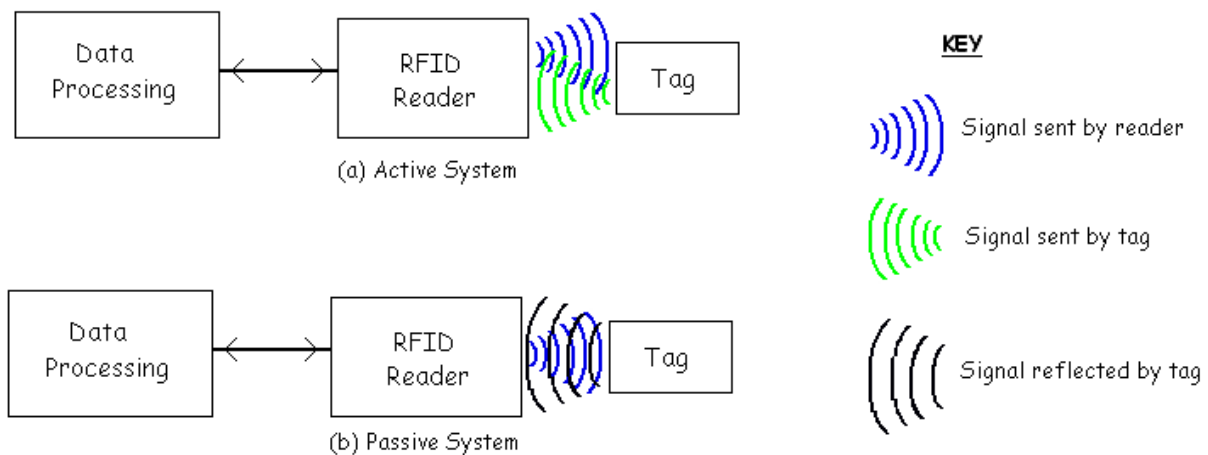 Data
Processing
RFID
Reader
Tag
(a) Active System
KEY
Signal sent by reader
Signal sent by tag
Signal reflected by tag
Data
Processing
RFID
Reader
Tag
(b) Passive System